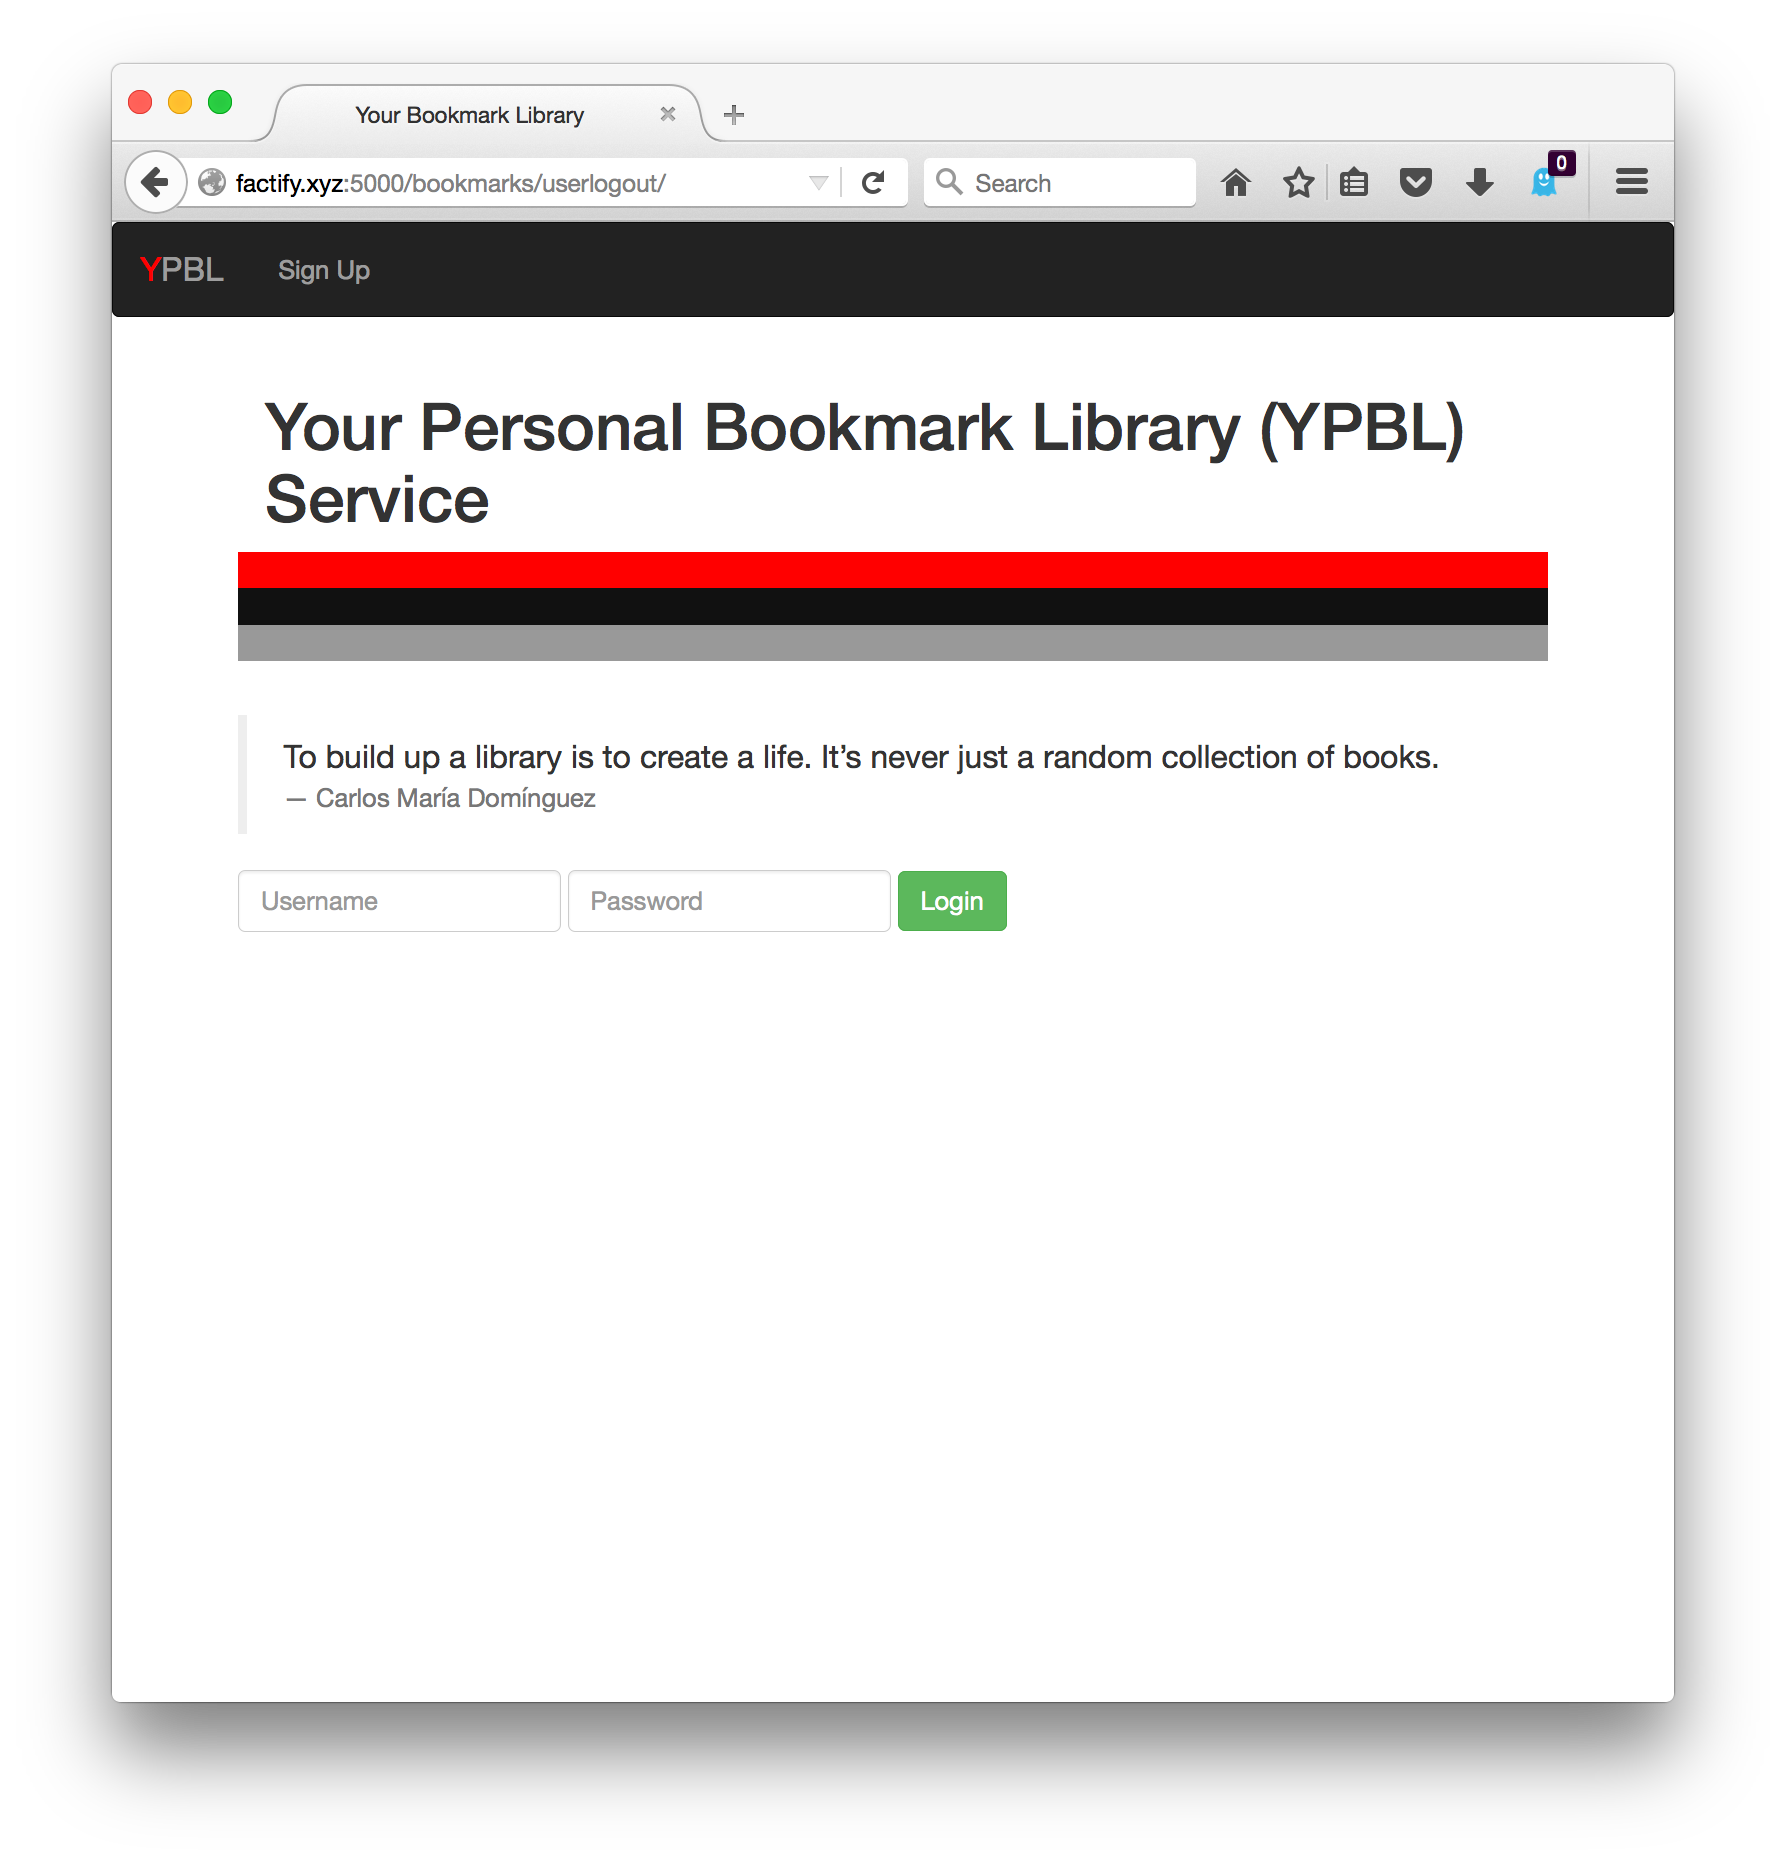 Your Bookmark Library
factify.xyz:5000/bookmarks/userlogout/
Search
0
YPBL
Sign Up
Your Personal Bookmark Library (YPBL)
Service
To build up a library is to create a life. It’s never just a random collection of books.
— Carlos María Domínguez
Username
Password
Login